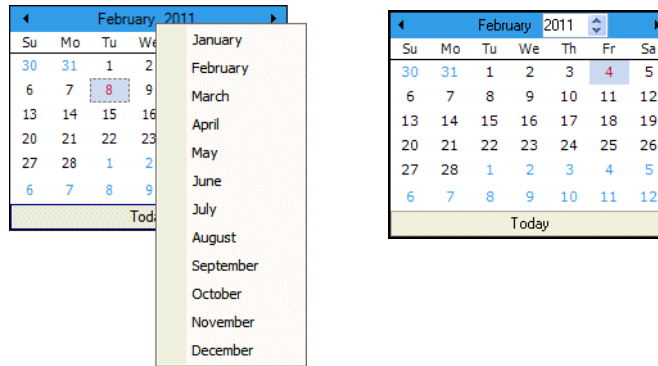 February 2011
Su Mo Tu We
30 31 1 2
6 7 8 9
13 14 15 16
20 21 22 23
27 28 1 2
6 7 8 9
January
February
March
April
May
June
July
August
September
October
November
December
February 2011
Su Mo Tu We Th Fr Sa
30 31 1 2 3 4 5
6 7 8 9 10 11 12
13 14 15 16 17 18 19
20 21 22 23 24 25 26
27 28 1 2 3 4 5
6 7 8 9 10 11 12
Today